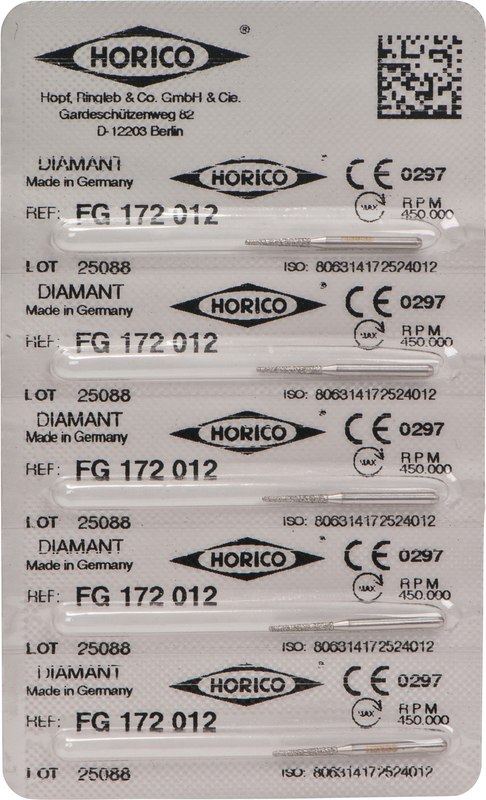 HORICO ®
Hopf, Ringleb & Co. GmbH & Cie.
Gardeschützenweg 82
D-12203 Berlin
DIAMANT
Made in Germany
HORICO
CE 0297
REF: FG 172 012
MAX RPM
450.000
LOT 25088 ISO: 806314172524012
DIAMANT
Made in Germany
HORICO
CE 0297
REF: FG 172 012
MAX RPM
450.000
LOT 25088 ISO: 806314172524012
DIAMANT
Made in Germany
HORICO
CE 0297
REF: FG 172 012
MAX RPM
450.000
LOT 25088 ISO: 806314172524012
DIAMANT
Made in Germany
HORICO
CE 0297
REF: FG 172 012
MAX RPM
450.000
LOT 25088 ISO: 806314172524012
DIAMANT
Made in Germany
HORICO
CE 0297
REF: FG 172 012
MAX RPM
450.000
LOT 25088 ISO: 806314172524012